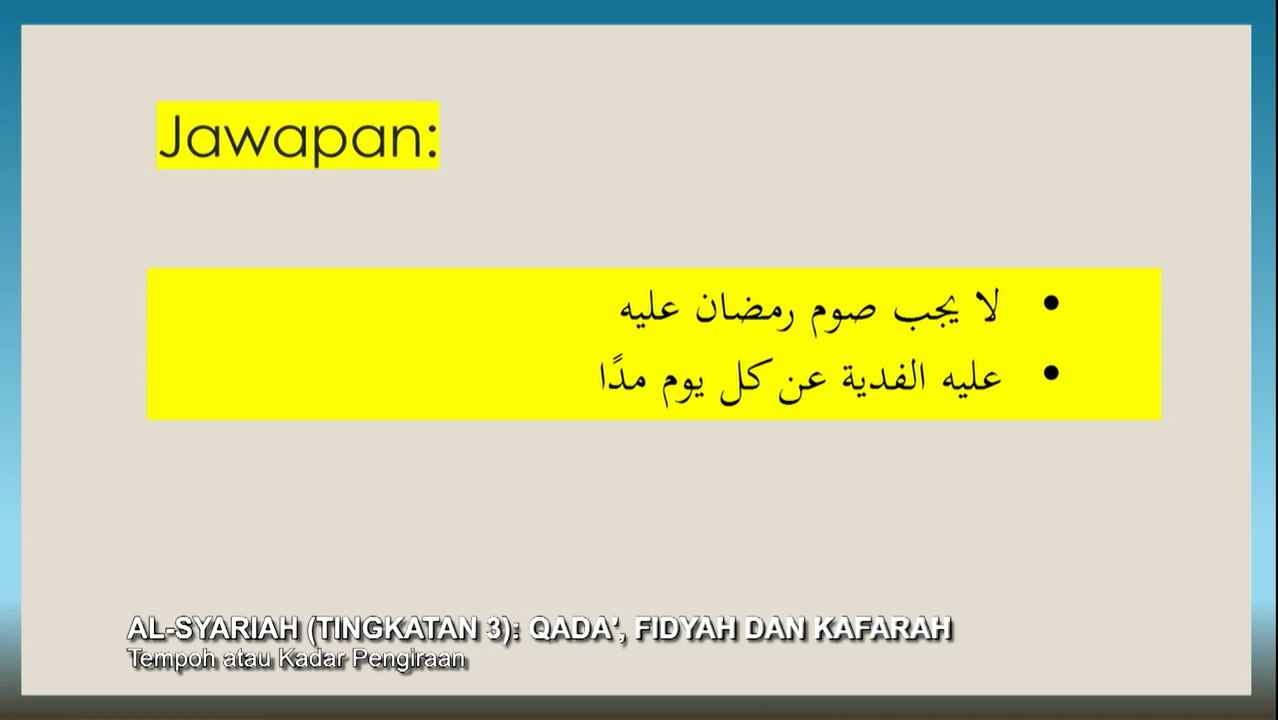 Jawapan:
• لا يجب صوم رمضان عليه
• عليه الفدية عن كل يوم مدًا
AL-SYARIAH (TINGKATAN 3): QADA', FIDYAH DAN KAFARAH
Tempoh atau Kadar Pengiraan